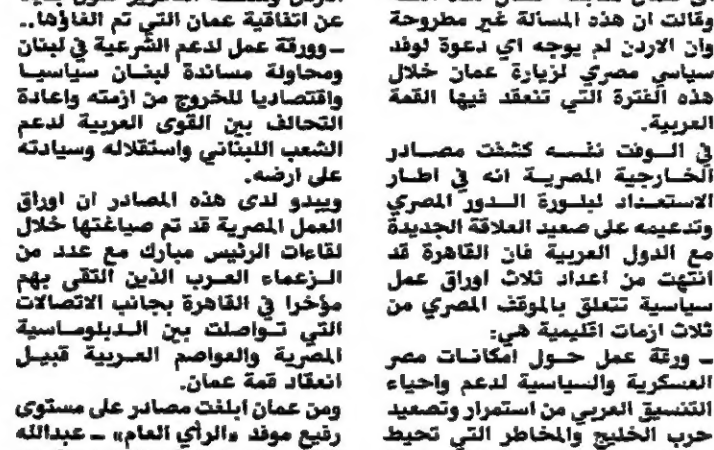 وقالت ان هذه المسالة غير مطروحة
وان الاردن لم يوجه اي دعوة لوفد
سياسي مصري لزيارة عمان خلال
هذه الفترة التي تنعقد فيها القمة
العربية.
في الوقت نفسه كشفت مصادر
الخارجية المصرية انه في اطار
الاستعداد لبلورة الدور المصري
وتدعيمه على صعيد العلاقة الجديدة
مع الدول العربية فان القاهرة قد
انتهت من اعداد ثلاث اوراق عمل
سياسية تتعلق بالموقف المصري من
ثلاث ازمات اقليمية هي:
ـ ورقة عمل حول امكانات مصر
العسكرية والسياسية لدعم واحياء
التنسيق العربي من استمرار وتصعيد
حرب الخليج والمخاطر التي تحيط
عن اتفاقية عمان التي تم الغاؤها..
ـ وورقة عمل لدعم الشرعية في لبنان
ومحاولة مساندة لبنان سياسيا
واقتصاديا للخروج من ازمته واعادة
التحالف بين القوى العربية لدعم
الشعب اللبناني واستقلاله وسيادته
على ارضه.
ويبدو لدى هذه المصادر ان اوراق
العمل المصرية قد تم صياغتها خلال
لقاءات الرئيس مبارك مع عدد من
الزعماء العرب الذين التقى بهم
مؤخرا في القاهرة بجانب الاتصالات
التي تواصلت بين الدبلوماسية
المصرية والعواصم العربية قبيل
انعقاد قمة عمان.
ومن عمان ابلغت مصادر على مستوى
رفيع موفد «الرأي العام» ـ عبدالله